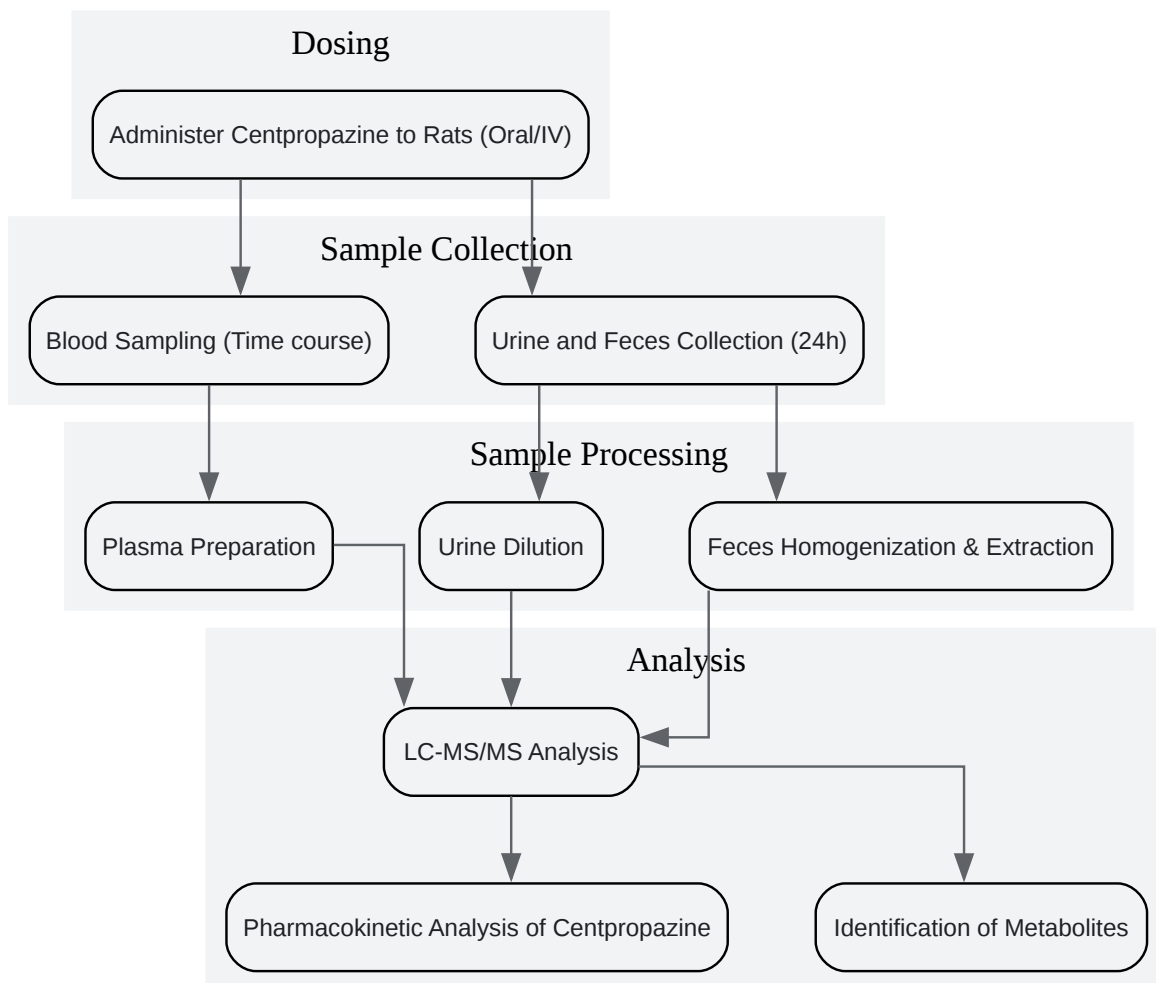 Dosing
Administer Centpropazine to Rats (Oral/IV)
Sample Collection
Blood Sampling (Time course)
Urine and Feces Collection (24h)
Sample Processing
Plasma Preparation
Urine Dilution
Feces Homogenization & Extraction
Analysis
LC-MS/MS Analysis
Pharmacokinetic Analysis of Centpropazine
Identification of Metabolites